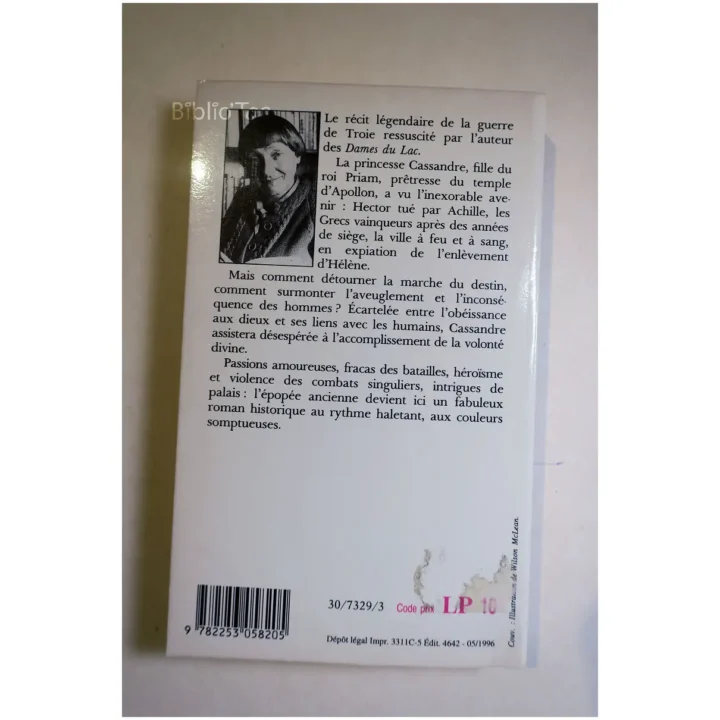 Bibliol'Tec
Le récit légendaire de la guerre
de Troie ressuscité par l'auteur
des Dames du Lac.
La princesse Cassandre, fille du
roi Priam, prêtresse du temple
d'Apollon, a vu l'inexorable ave-
nir : Hector tué par Achille, les
Grecs vainqueurs après des années
de siège, la ville à feu et à sang,
en expiation de l'enlèvement
d'Hélène.
Mais comment détourner la marche du destin,
comment surmonter l'aveuglement et l'inconsé-
quence des hommes ? Écartelée entre l'obéissance
aux dieux et ses liens avec les humains, Cassandre
assistera désespérée à l'accomplissement de la volonté
divine.
Passions amoureuses, fracas des batailles, héroïsme
et violence des combats singuliers, intrigues de
palais : l'épopée ancienne devient ici un fabuleux
roman historique au rythme haletant, aux couleurs
somptueuses.
30/7329/3 Code prix LP 10
9 782253 058205
Dépôt légal Impr. 3311C-5 Édit. 4642 - 05/1996
Couv. : Illustration de Wilson McLean.